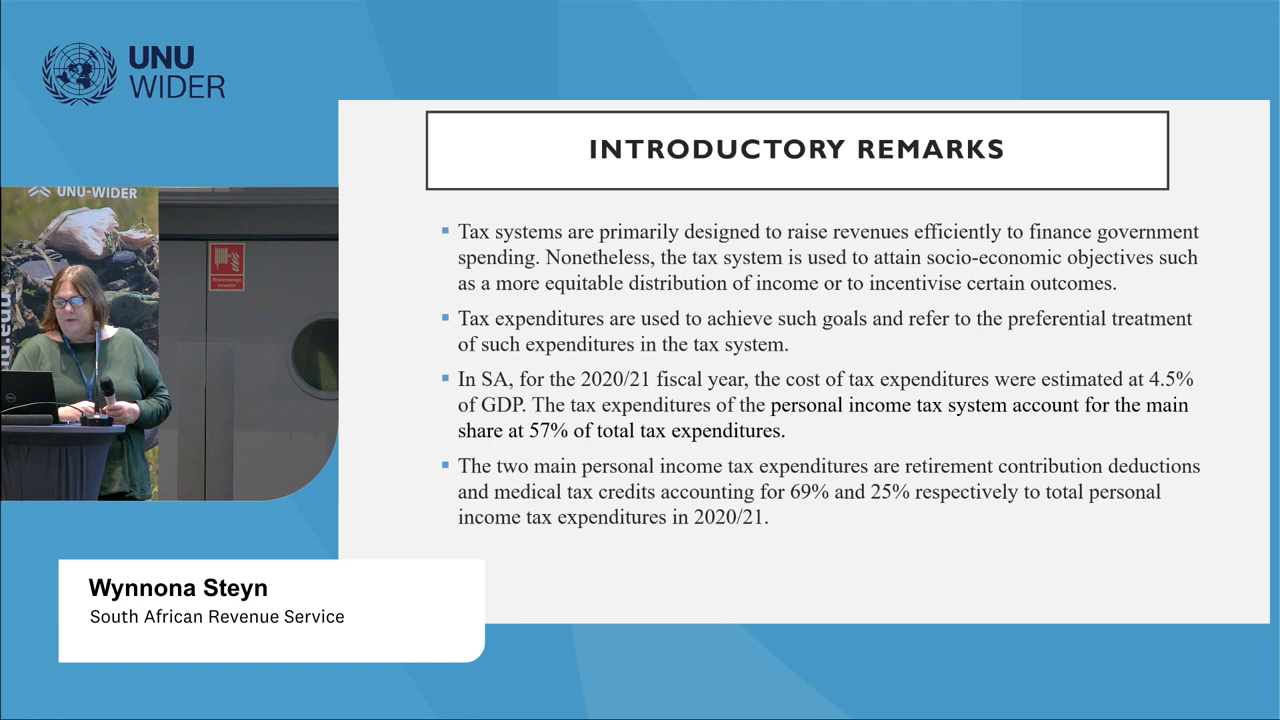 UNU
WIDER
INTRODUCTORY REMARKS
Tax systems are primarily designed to raise revenues efficiently to finance government
spending. Nonetheless, the tax system is used to attain socio-economic objectives such
as a more equitable distribution of income or to incentivise certain outcomes.
Tax expenditures are used to achieve such goals and refer to the preferential treatment
of such expenditures in the tax system.
In SA, for the 2020/21 fiscal year, the cost of tax expenditures were estimated at 4.5%
of GDP. The tax expenditures of the personal income tax system account for the main
share at 57% of total tax expenditures.
The two main personal income tax expenditures are retirement contribution deductions
and medical tax credits accounting for 69% and 25% respectively to total personal
income tax expenditures in 2020/21.
UNU-WIDER
u.edu
Wynnona Steyn
South African Revenue Service